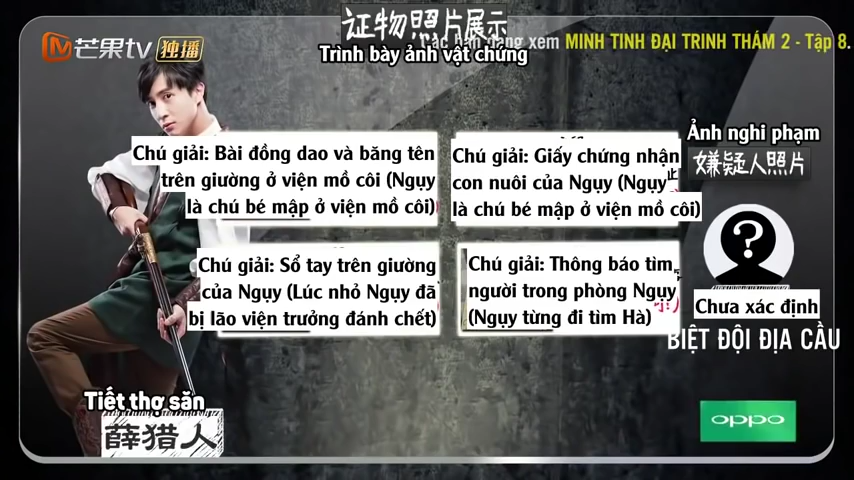 证物照片展示
芒果tv 独播
Các bạn đang xem MINH TINH ĐẠI TRINH THÁM 2 - Tập 8.
Trình bày ảnh vật chứng
Chú giải: Bài đồng dao và băng tên
trên giường ở viện mồ côi (Ngụy
là chú bé mập ở viện mồ côi)
Chú giải: Giấy chứng nhận
con nuôi của Ngụy (Ngụy
là chú bé mập ở viện mồ côi)
Ảnh nghi phạm
嫌疑人照片
Chú giải: Sổ tay trên giường
của Ngụy (Lúc nhỏ Ngụy đã
bị lão viện trưởng đánh chết)
Chú giải: Thông báo tìm
người trong phòng Ngụy
(Ngụy từng đi tìm Hà)
?
Chưa xác định
BIỆT ĐỘI ĐỊA CẦU
Tiết thợ săn
薛猎人
oppo